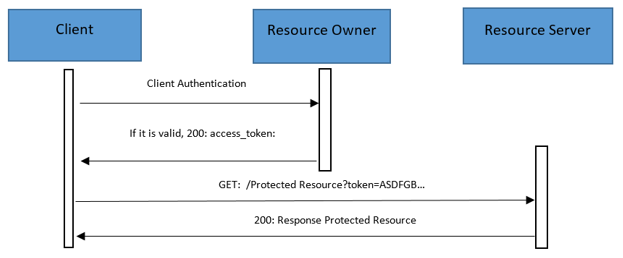 Client
Resource Owner
Resource Server
Client Authentication
If it is valid, 200: access_token:
GET:  /Protected Resource?token=ASDFGB...
200: Response Protected Resource